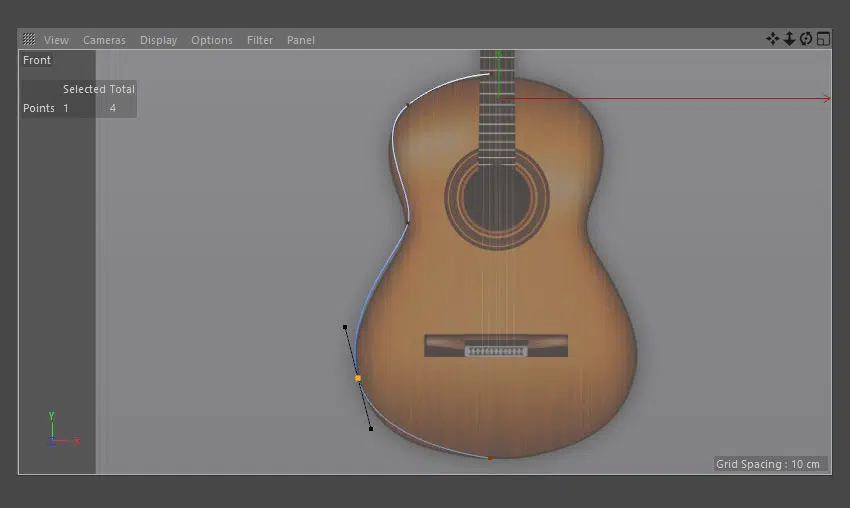 View Cameras Display Options Filter Panel
Front
Selected Total
Points 1 4
Y
X
Grid Spacing : 10 cm